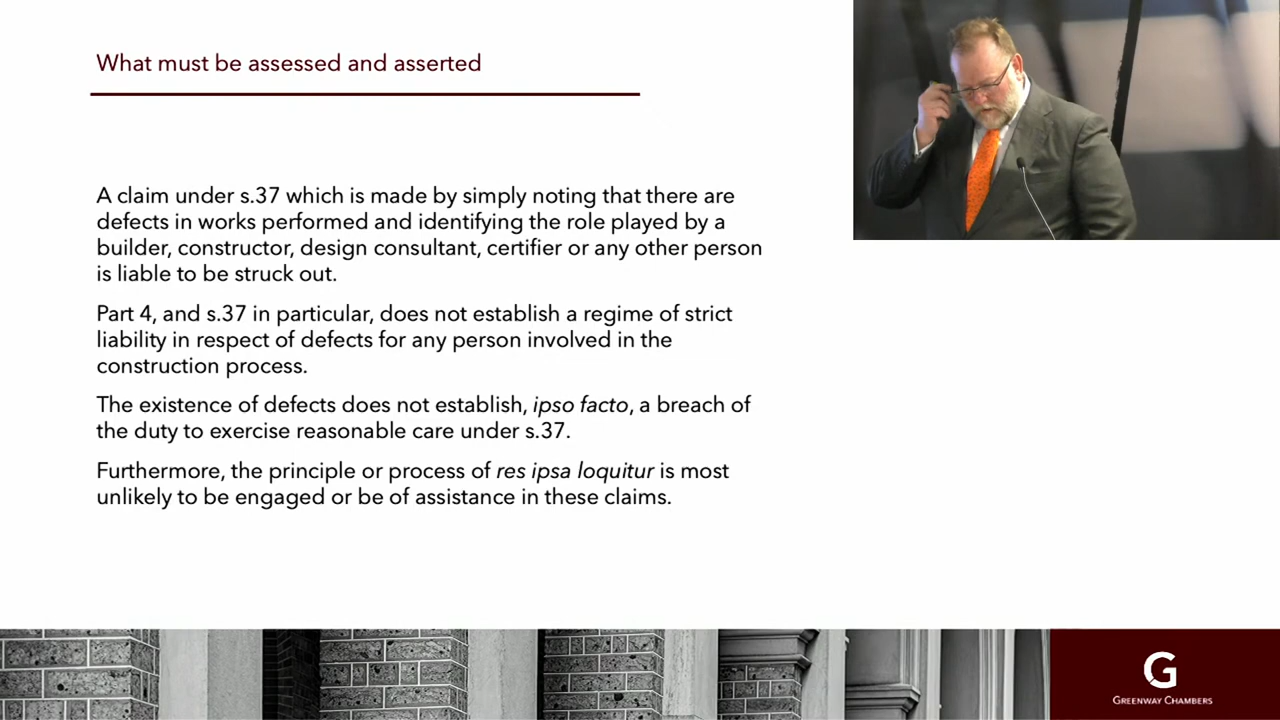 What must be assessed and asserted
A claim under s.37 which is made by simply noting that there are
defects in works performed and identifying the role played by a
builder, constructor, design consultant, certifier or any other person
is liable to be struck out.
Part 4, and s.37 in particular, does not establish a regime of strict
liability in respect of defects for any person involved in the
construction process.
The existence of defects does not establish, ipso facto, a breach of
the duty to exercise reasonable care under s.37.
Furthermore, the principle or process of res ipsa loquitur is most
unlikely to be engaged or be of assistance in these claims.
G
GREENWAY CHAMBERS